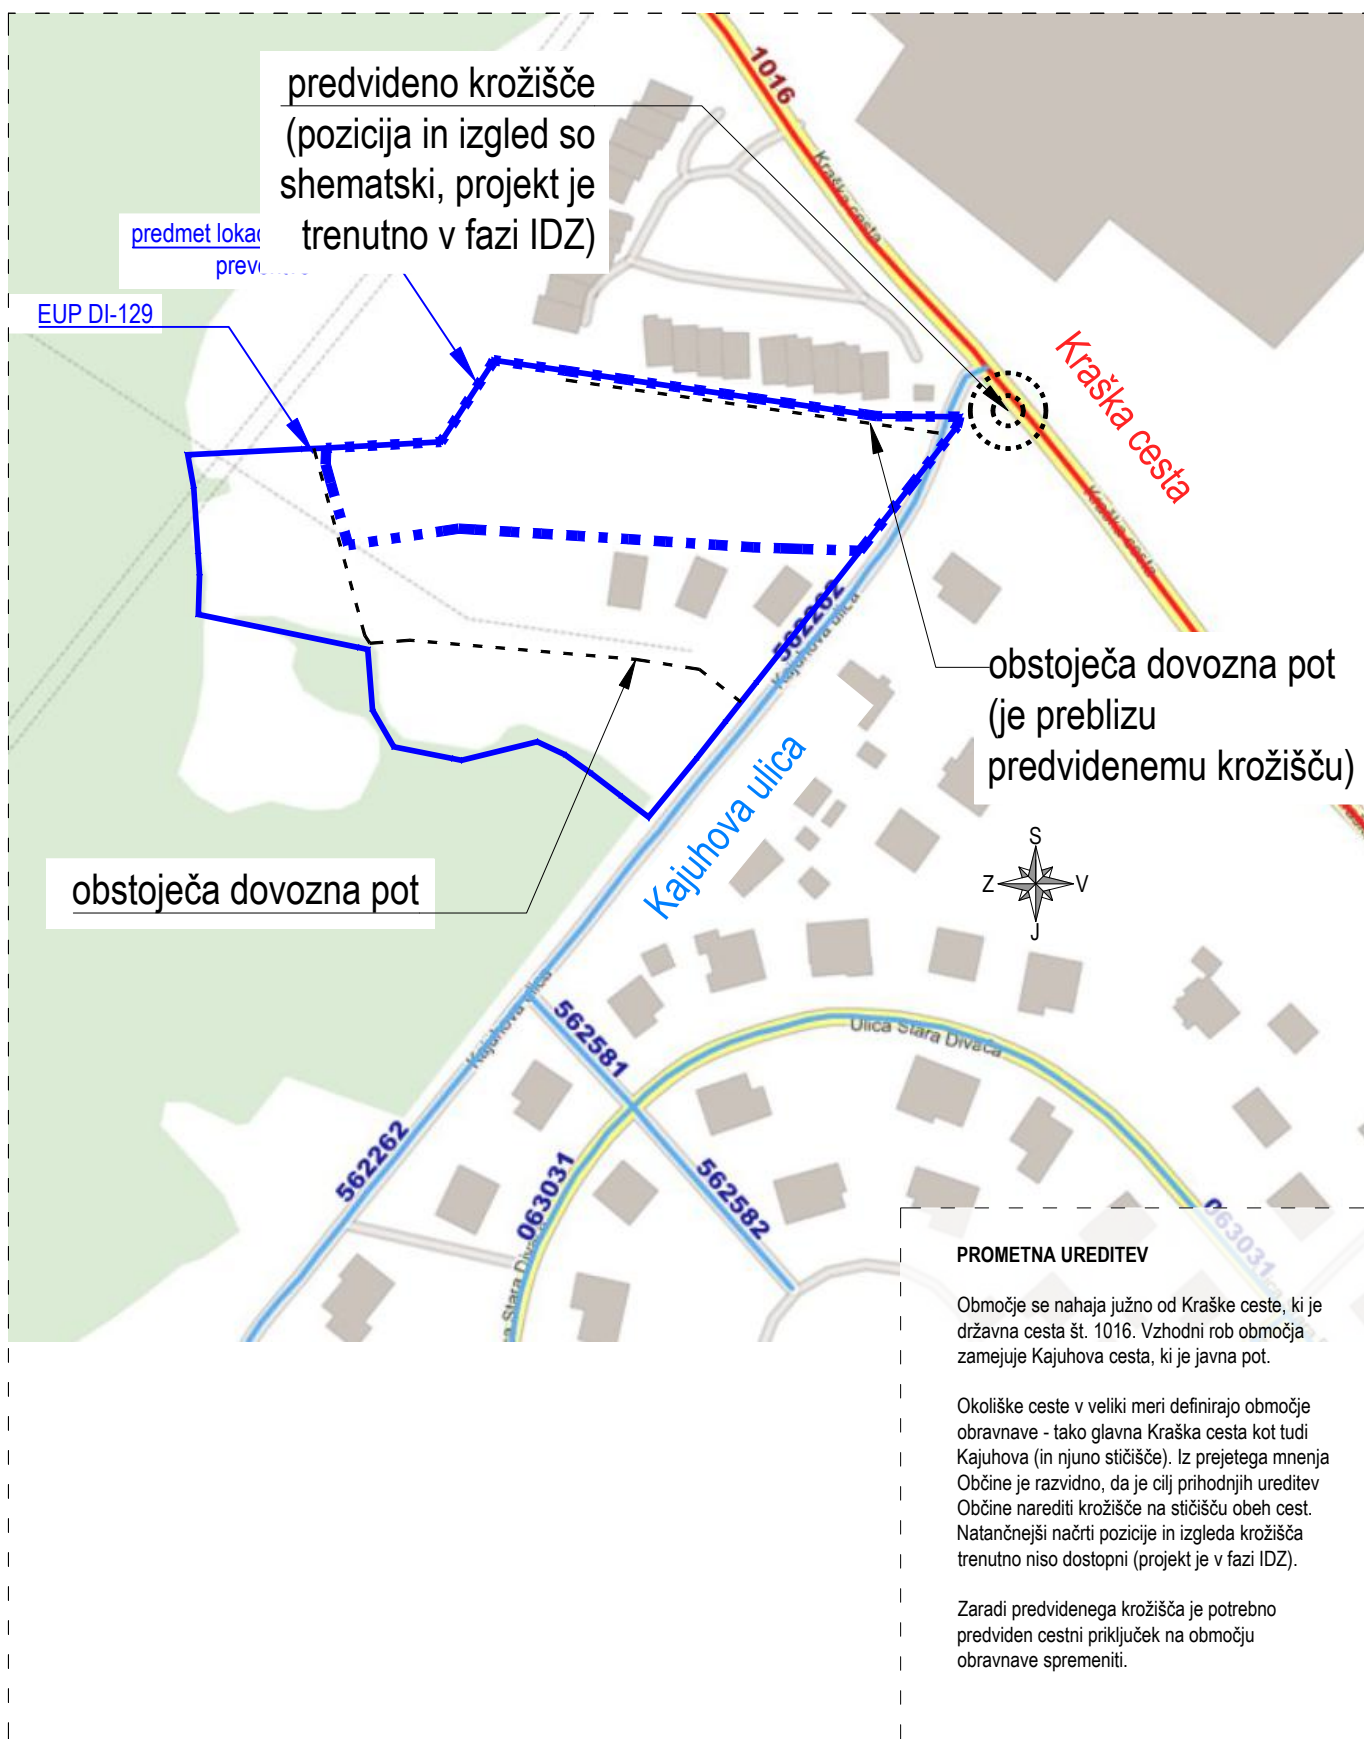 predvideno krožišče
(pozicija in izgled so
shematski, projekt je
trenutno v fazi IDZ)
predmet
EUP DI-129
1016
Kraška cesta
Kraška cesta
Kraška cesta
562262
Kajuhova ulica
obstoječa dovozna pot
(je preblizu
predvidenemu krožišču)
Kajuhova ulica
obstoječa dovozna pot
S
Z
V
J
Kajuhova ulica
562581
Ulica Stara Divača
562262
063031
562582
063031
Stara Divača
PROMETNA UREDITEV
Območje se nahaja južno od Kraške ceste, ki je
državna cesta št. 1016. Vzhodni rob območja
zamejuje Kajuhova cesta, ki je javna pot.
Okoliške ceste v veliki meri definirajo območje
obravnave - tako glavna Kraška cesta kot tudi
Kajuhova (in njuno stičišče). Iz prejetega mnenja
Občine je razvidno, da je cilj prihodnjih ureditev
Občine narediti krožišče na stičišču obeh cest.
Natančnejši načrti pozicije in izgleda krožišča
trenutno niso dostopni (projekt je v fazi IDZ).
Zaradi predvidenega krožišča je potrebno
predviden cestni priključek na območju
obravnave spremeniti.